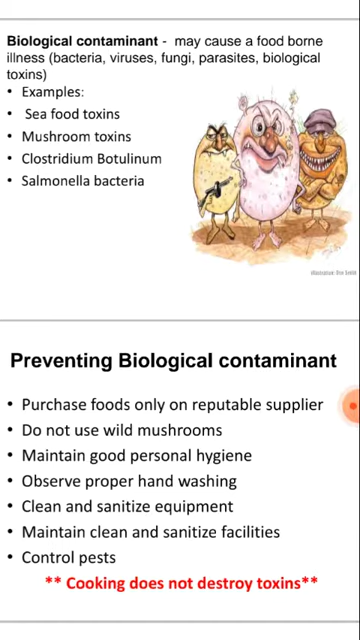 Biological contaminant - may cause a food borne
illness (bacteria, viruses, fungi, parasites, biological
toxins)
• Examples:
• Sea food toxins
• Mushroom toxins
• Clostridium Botulinum
• Salmonella bacteria
Preventing Biological contaminant
• Purchase foods only on reputable supplier
• Do not use wild mushrooms
• Maintain good personal hygiene
• Observe proper hand washing
• Clean and sanitize equipment
• Maintain clean and sanitize facilities
• Control pests
** Cooking does not destroy toxins**